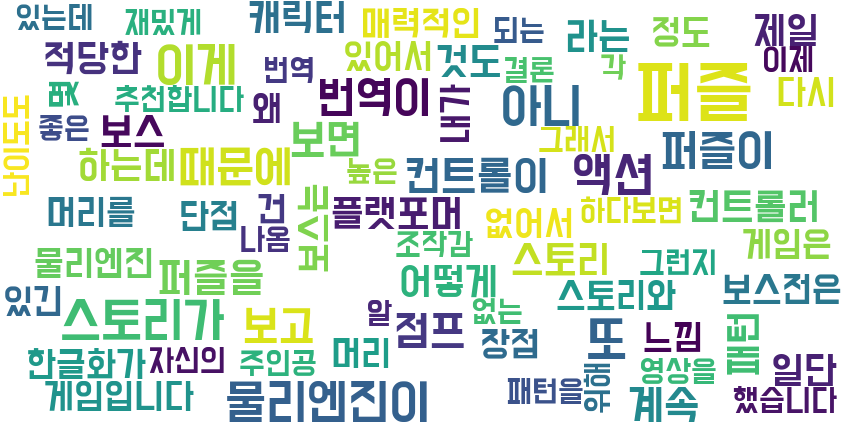 있는데 재밌게 캐릭터 매력적인 되는 라는 정도 제일
적당한 이게 번역 있어서 것도 결론 각 퍼즐 이제 다시
난이도도 몇 추천합니다 왜 번역이 내가 아니
좋은 보스 보면 그래서 퍼즐이
하는데 때문에 높은 컨트롤이 액션
머리를 단점 건 보스는 플랫포머 없어서 하다보면 컨트롤러
나옴 조작감 게임은
물리엔진 퍼즐을 어떻게 스토리 그런지
있긴 스토리가 보고 알 점프 없는 스토리와 보스전은
장점 또 느낌 패턴
한글화가 자신의 주인공 머리 영상을 일단
게임입니다 물리엔진이 패턴을 위해 계속 했습니다